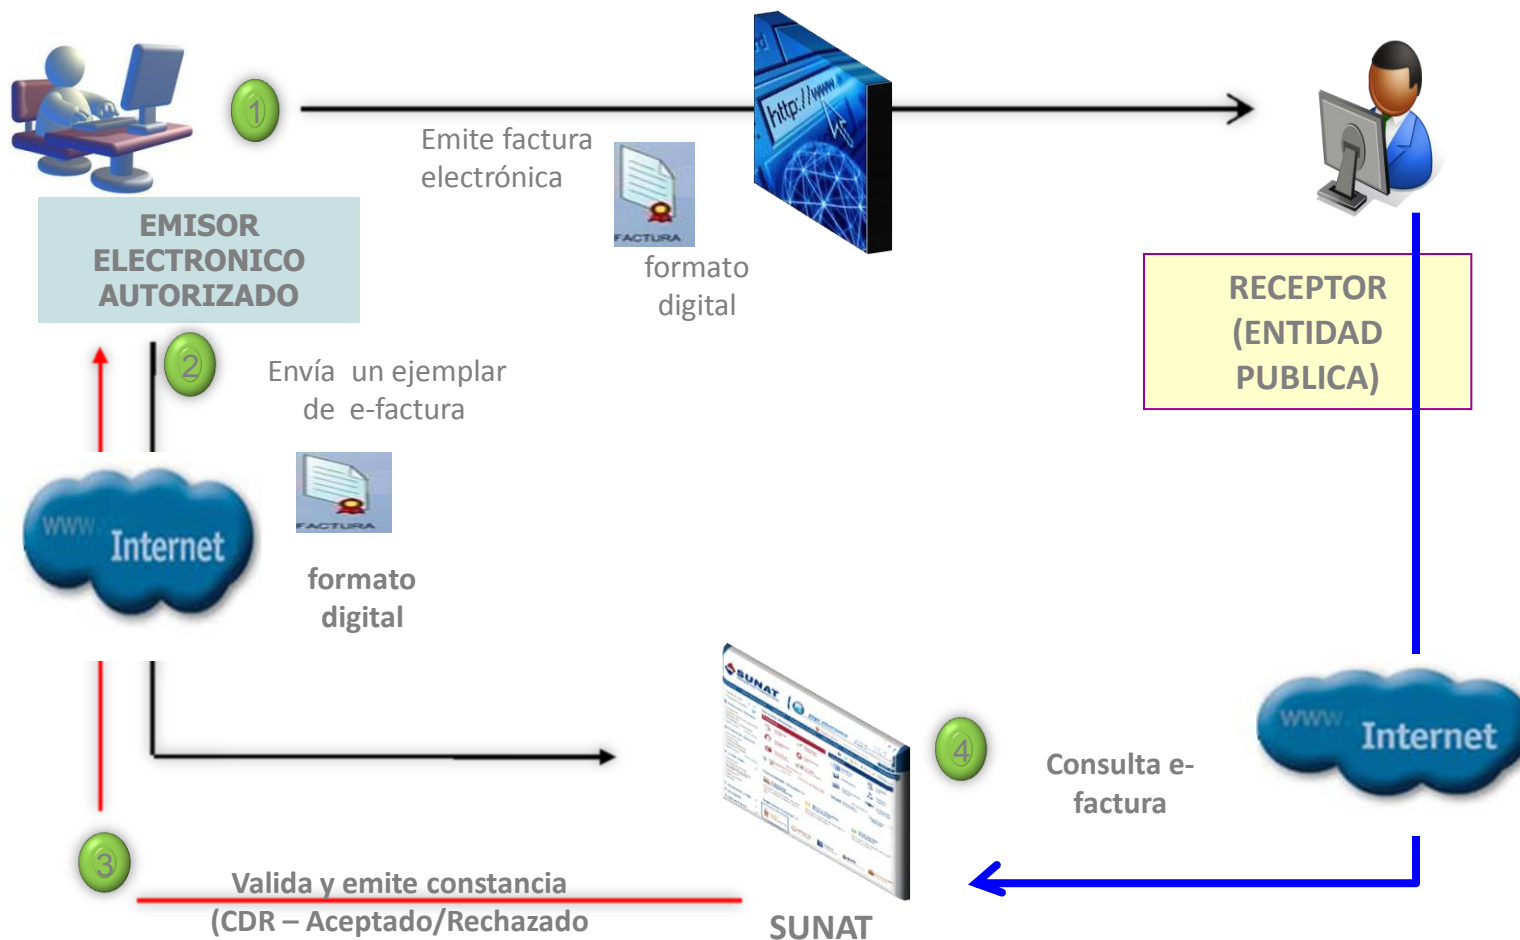 1
Emite factura
electrónica
FACTURA
formato
digital
http://www
EMISOR
ELECTRONICO
AUTORIZADO
RECEPTOR
(ENTIDAD
PUBLICA)
2
Envía un ejemplar
de e-factura
FACTURA
formato
digital
www.
Internet
SUNAT
4
Consulta e-
factura
www.
Internet
3
Valida y emite constancia
(CDR – Aceptado/Rechazado
SUNAT